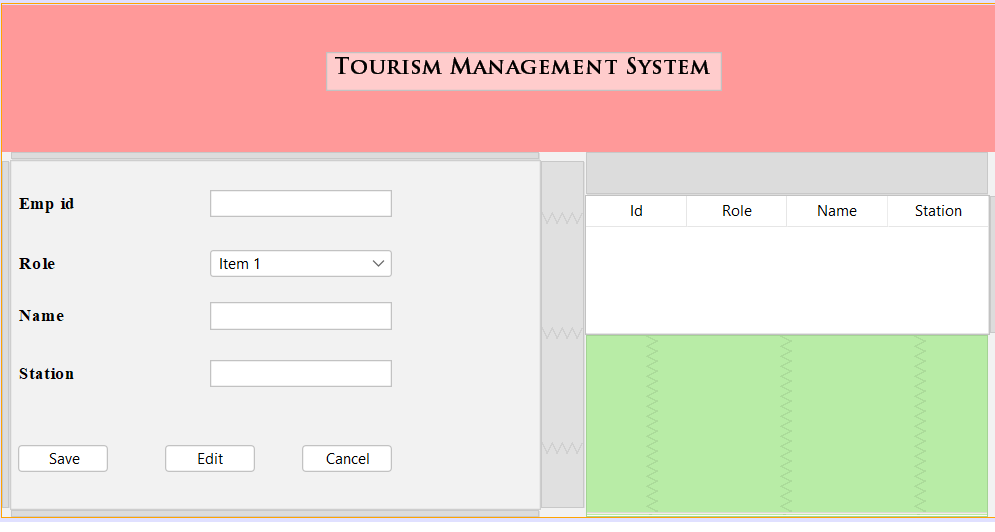 Tourism Management System
Emp id
Role
Item 1
Name
Station
Save Edit Cancel
Id Role Name Station